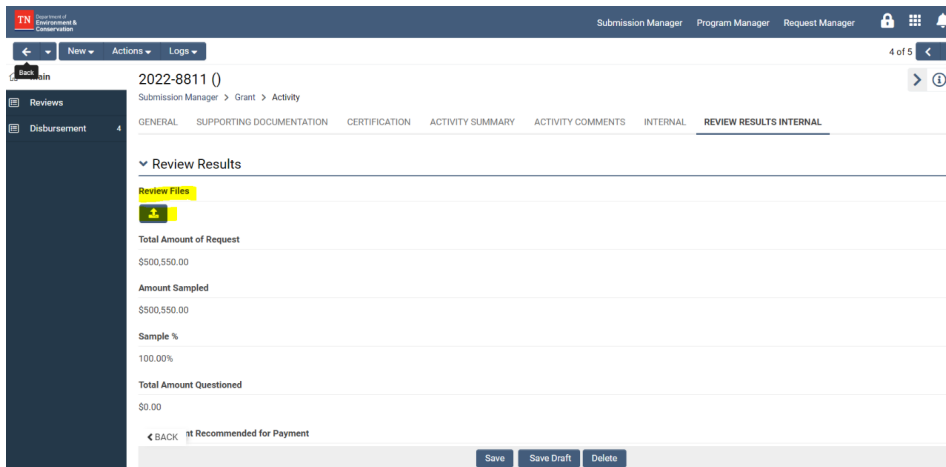 TN Department of
Environment &
Conservation
Submission Manager Program Manager Request Manager
New Actions Logs
4 of 5
Back
ain
2022-8811 ()
Submission Manager > Grant > Activity
Reviews
Disbursement 4
GENERAL SUPPORTING DOCUMENTATION CERTIFICATION ACTIVITY SUMMARY ACTIVITY COMMENTS INTERNAL REVIEW RESULTS INTERNAL
Review Results
Review Files
Total Amount of Request
$500,550.00
Amount Sampled
$500,550.00
Sample %
100.00%
Total Amount Questioned
$0.00
BACK nt Recommended for Payment
Save Save Draft Delete